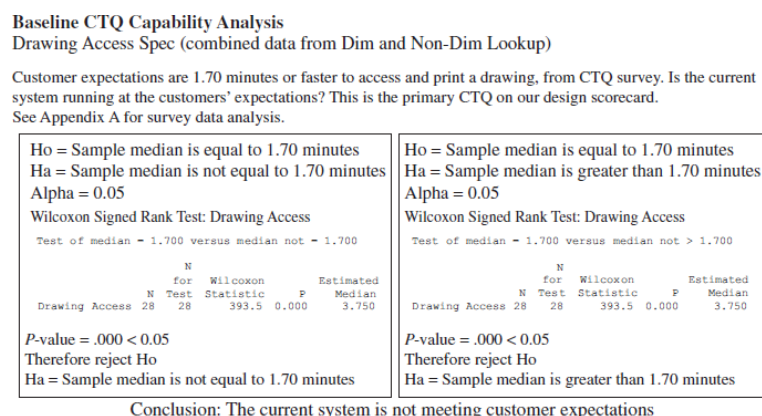 Baseline CTQ Capability Analysis
Drawing Access Spec (combined data from Dim and Non-Dim Lookup)
Customer expectations are 1.70 minutes or faster to access and print a drawing, from CTQ survey. Is the current
system running at the customers' expectations? This is the primary CTQ on our design scorecard.
See Appendix A for survey data analysis.
Ho = Sample median is equal to 1.70 minutes
Ha = Sample median is not equal to 1.70 minutes
Alpha = 0.05
Wilcoxon Signed Rank Test: Drawing Access
Test of median = 1.700 versus median not = 1.700
N
for Wilcoxon Estimated
N Test Statistic P Median
Drawing Access 28 28 393.5 0.000 3.750
P-value = .000 < 0.05
Therefore reject Ho
Ha = Sample median is not equal to 1.70 minutes
Ho = Sample median is equal to 1.70 minutes
Ha = Sample median is greater than 1.70 minutes
Alpha = 0.05
Wilcoxon Signed Rank Test: Drawing Access
Test of median = 1.700 versus median not > 1.700
N
for Wilcoxon Estimated
N Test Statistic P Median
Drawing Access 28 28 393.5 0.000 3.750
P-value = .000 < 0.05
Therefore reject Ho
Ha = Sample median is greater than 1.70 minutes
Conclusion: The current system is not meeting customer expectations